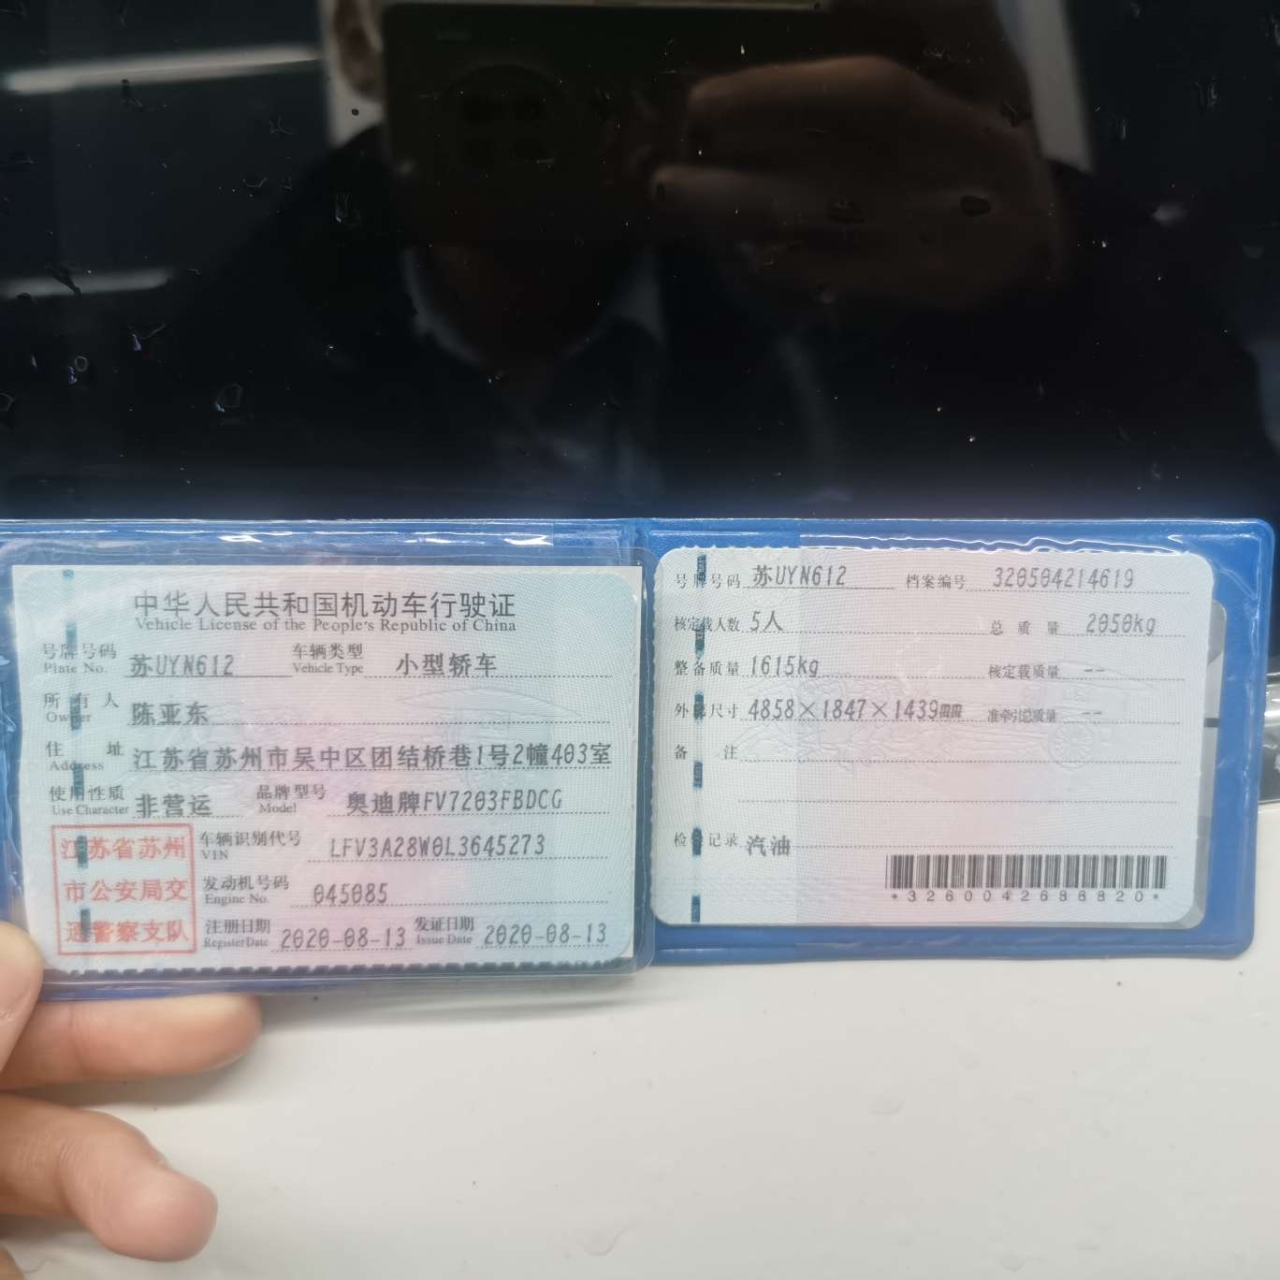 中华人民共和国机动车行驶证
Vehicle License of the People's Republic of China
号牌号码 苏UYN612 车辆类型 小型轿车
Plate No. Vehicle Type
所有人 陈亚东
Owner
住址 江苏省苏州市吴中区团结桥巷1号2幢403室
Address
使用性质 非营运 品牌型号 奥迪牌FV7203FBDCG
Use Character Model
江苏省苏州
市公安局交
通警察支队
车辆识别代号 LFV3A28W0L3645273
VIN
发动机号码 045085
Engine No.
注册日期 2020-08-13 发证日期 2020-08-13
Register Date Issue Date
号牌号码 苏UYN612 档案编号 320504214619
核定载人数 5人 总质量 2050kg
整备质量 1615kg 核定载质量 --
外廓尺寸 4858×1847×1439mm 准牵引总质量 --
备注
检验记录 汽油
*3260042686820*